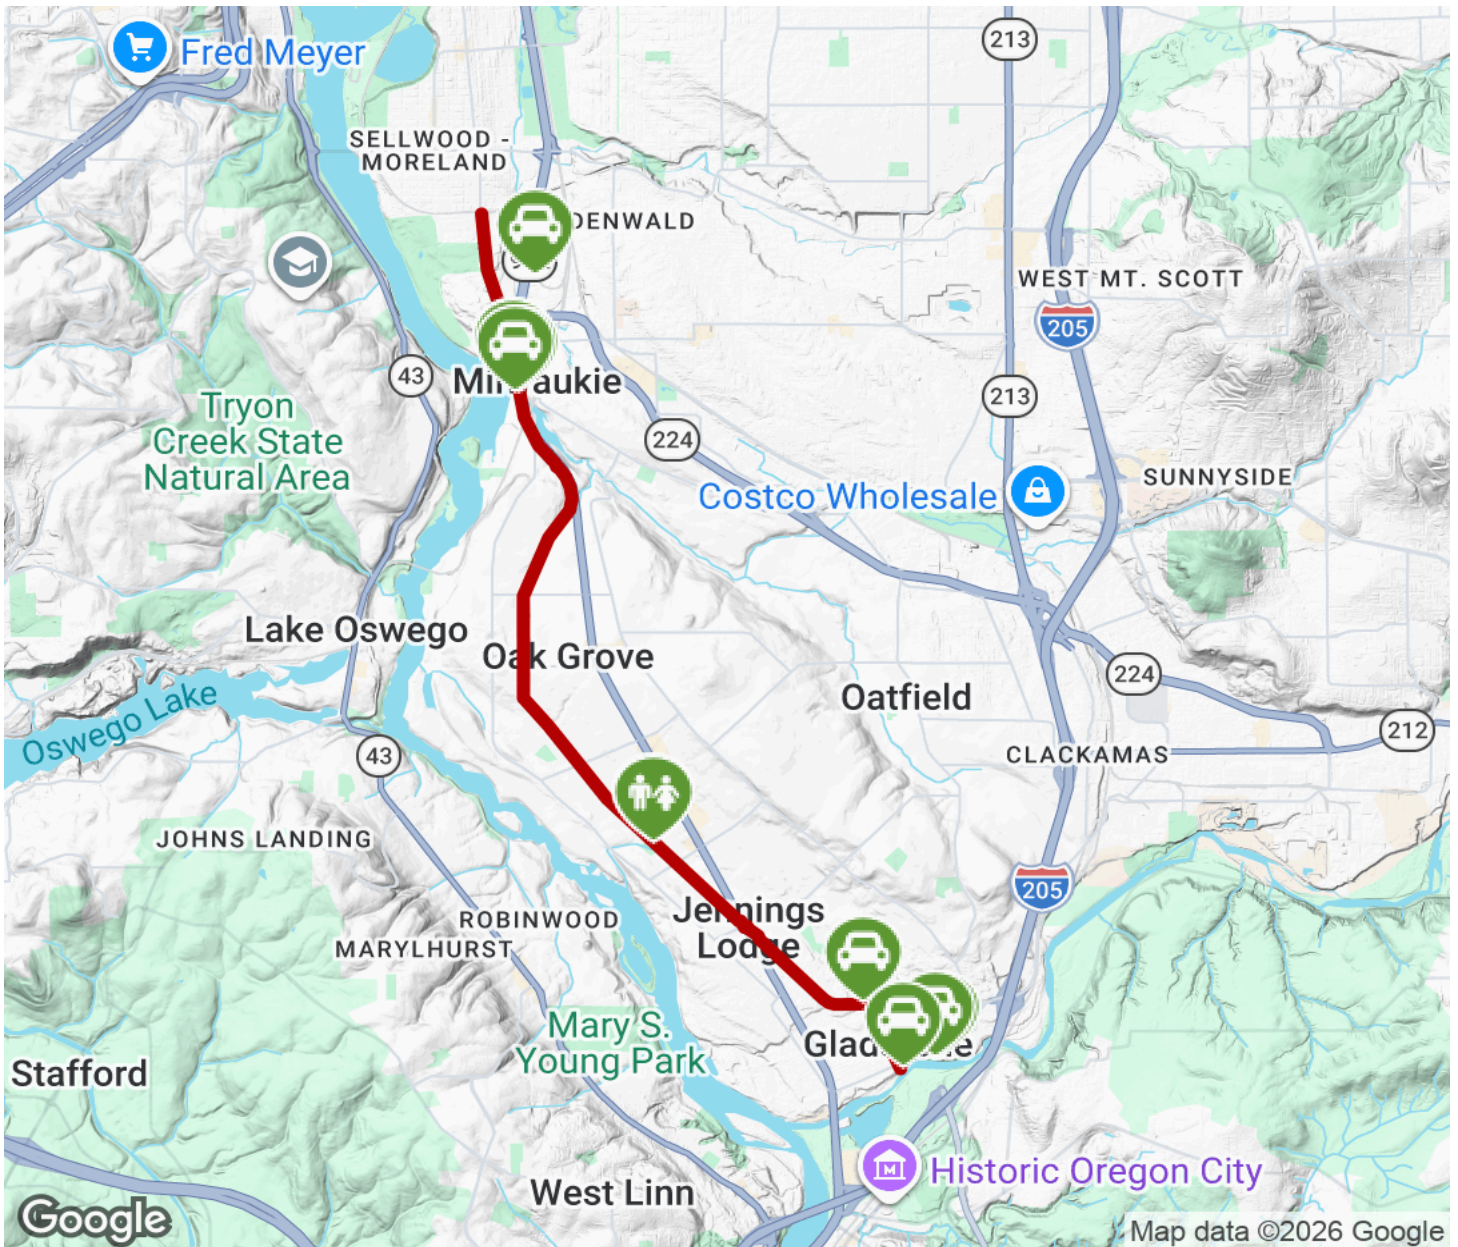 Fred Meyer
213
SELLWOOD -
MORELAND
DENWALD
WEST MT. SCOTT
205
43
213
Tryon
Creek State
Natural Area
224
SUNNYSIDE
Costco Wholesale
Lake Oswego
Oak Grove
224
Oatfield
Oswego Lake
212
43
CLACKAMAS
JOHNS LANDING
205
Jennings
Lodge
ROBINWOOD
MARYLHURST
Mary S.
Young Park
Stafford
Historic Oregon City
West Linn
Google
Map data ©2026 Google